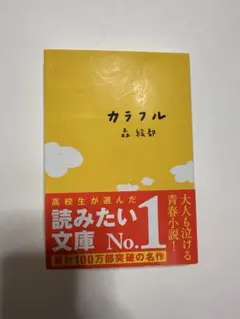 カラフル
森 絵都
高校生が選んだ
読みたい
文庫 No.1
累計100万部突破の名作
大人も泣ける
青春小説!